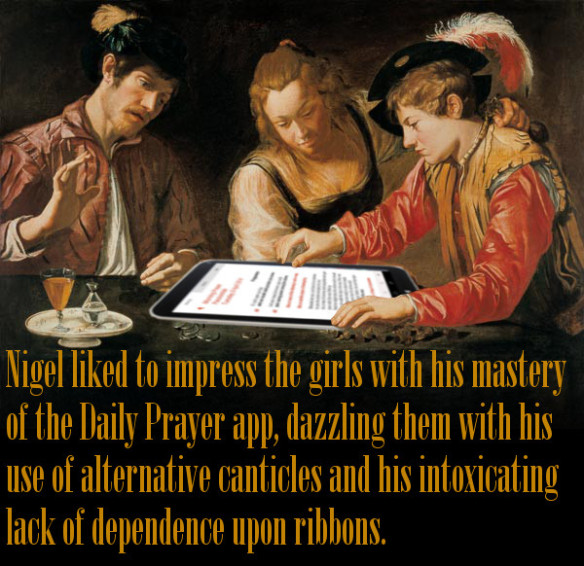 Nigel liked to impress the girls with his mastery
of the Daily Prayer app, dazzling them with his
use of alternative canticles and his intoxicating
lack of dependence upon ribbons.